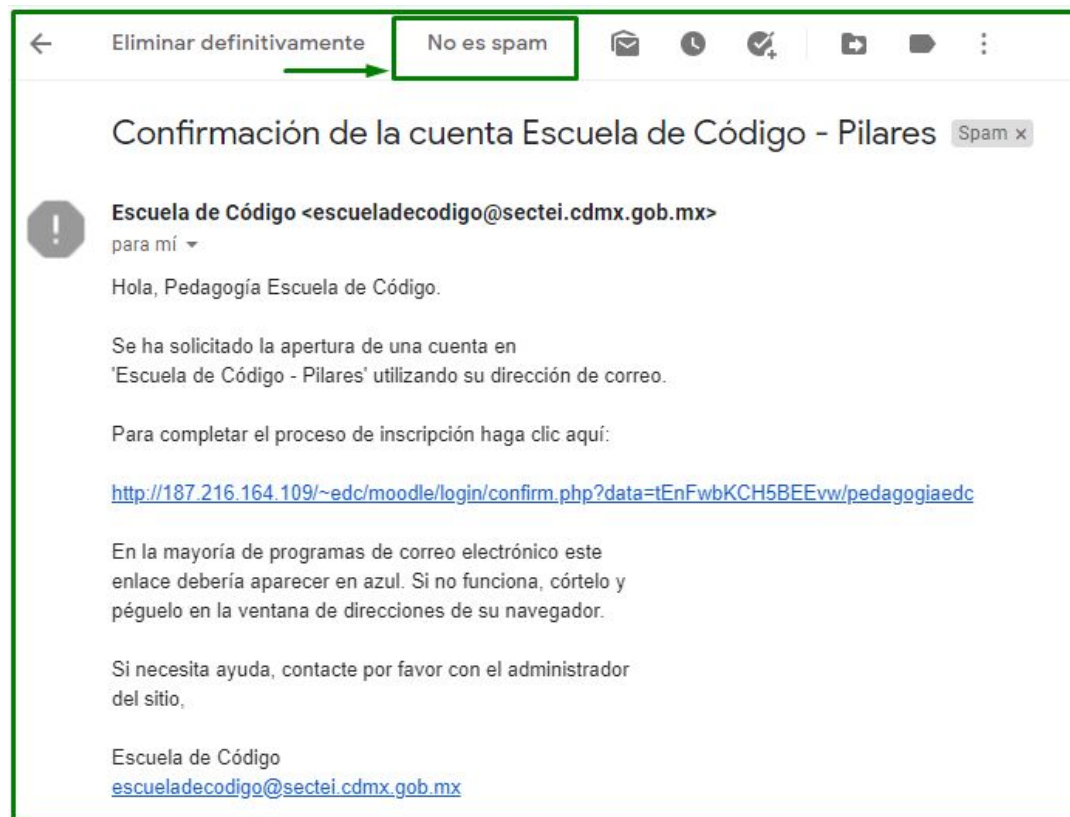 Eliminar definitivamente No es spam
Confirmación de la cuenta Escuela de Código - Pilares Spam x
Escuela de Código <escueladecodigo@sectei.cdmx.gob.mx>
para mí
Hola, Pedagogía Escuela de Código.
Se ha solicitado la apertura de una cuenta en
'Escuela de Código - Pilares' utilizando su dirección de correo.
Para completar el proceso de inscripción haga clic aquí:
http://187.216.164.109/~edc/moodle/login/confirm.php?data=tEnFwbKCH5BEEvw/pedagogiaedc
En la mayoría de programas de correo electrónico este
enlace debería aparecer en azul. Si no funciona, córtelo y
péguelo en la ventana de direcciones de su navegador.
Si necesita ayuda, contacte por favor con el administrador
del sitio,
Escuela de Código
escueladecodigo@sectei.cdmx.gob.mx